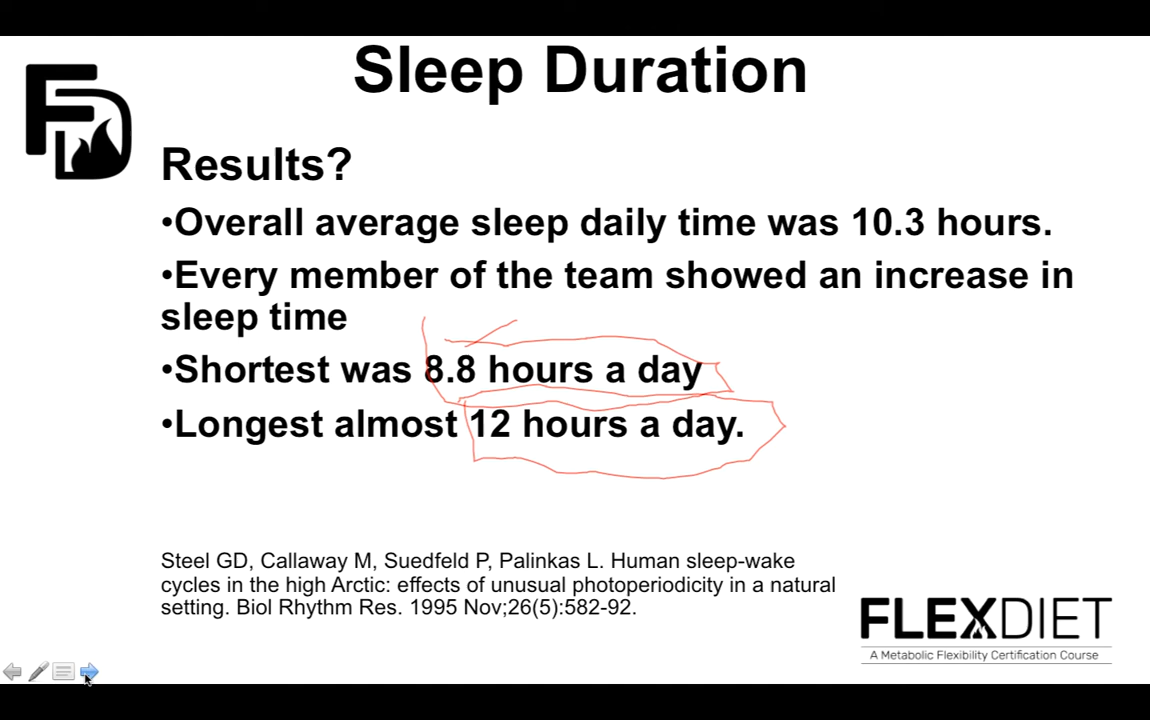 Sleep Duration
FD
Results?
•Overall average sleep daily time was 10.3 hours.
•Every member of the team showed an increase in
sleep time
•Shortest was 8.8 hours a day
•Longest almost 12 hours a day.
Steel GD, Callaway M, Suedfeld P, Palinkas L. Human sleep-wake
cycles in the high Arctic: effects of unusual photoperiodicity in a natural
setting. Biol Rhythm Res. 1995 Nov;26(5):582-92.
FLEXDIET
A Metabolic Flexibility Certification Course